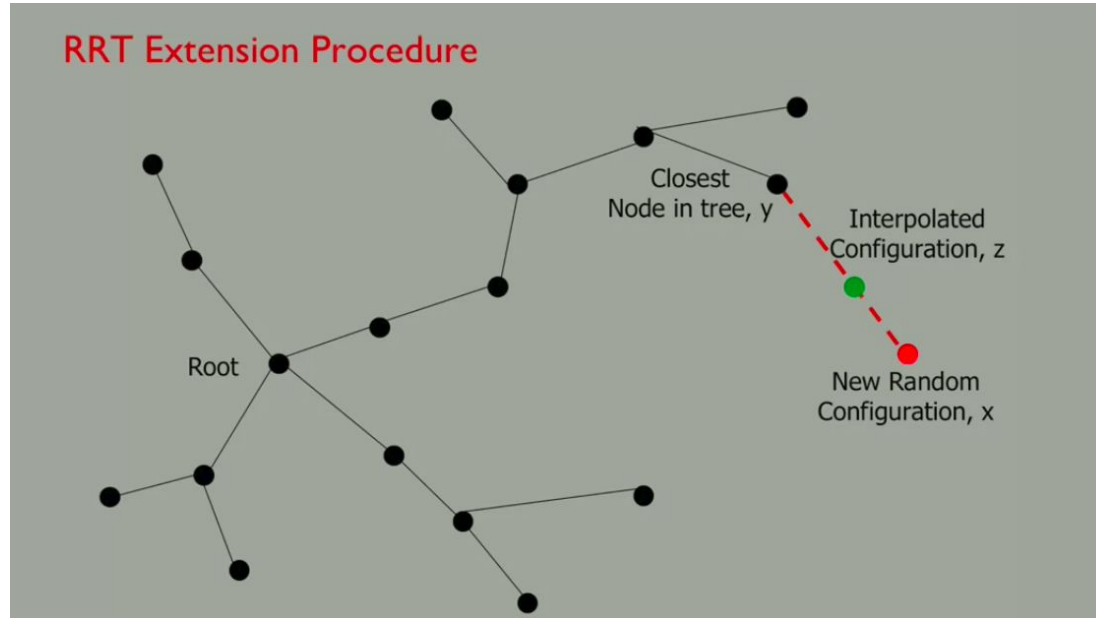 RRT Extension Procedure
Closest
Node in tree, y
Interpolated
Configuration, z
Root
New Random
Configuration, x